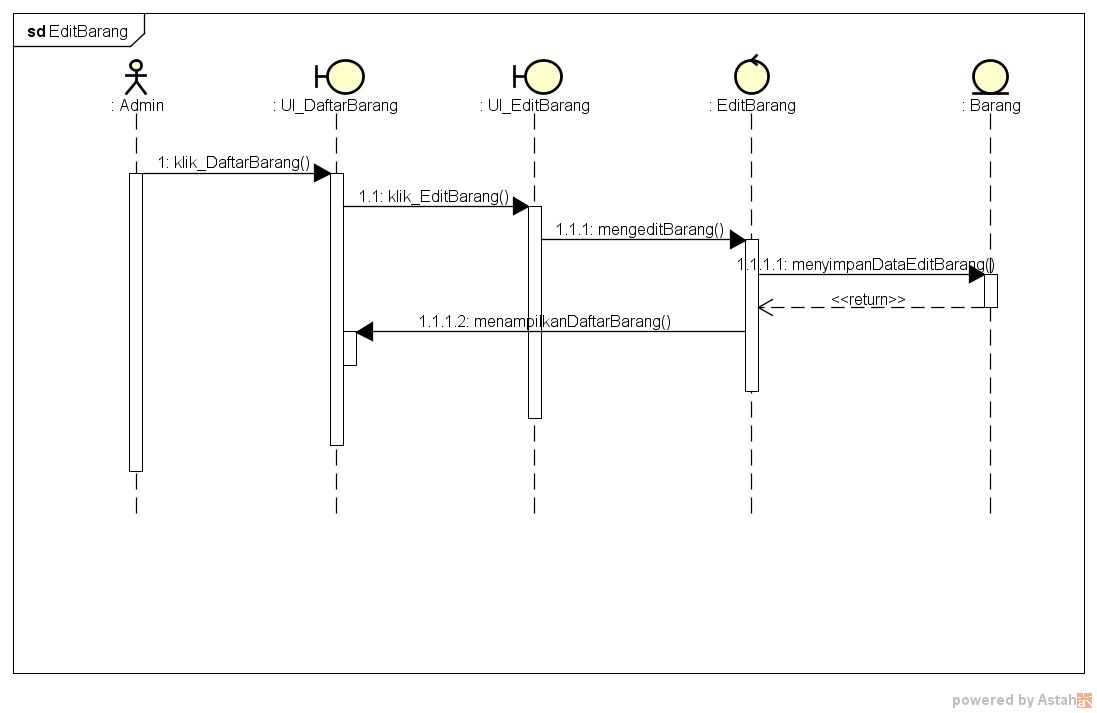 sd EditBarang
: Admin
: UI_DaftarBarang
: UI_EditBarang
: EditBarang
: Barang
1: klik_DaftarBarang()
1.1: klik_EditBarang()
1.1.1: mengeditBarang()
1.1.1.1: menyimpanDataEditBarang()
<<return>>
1.1.1.2: menampilkanDaftarBarang()
powered by Astah